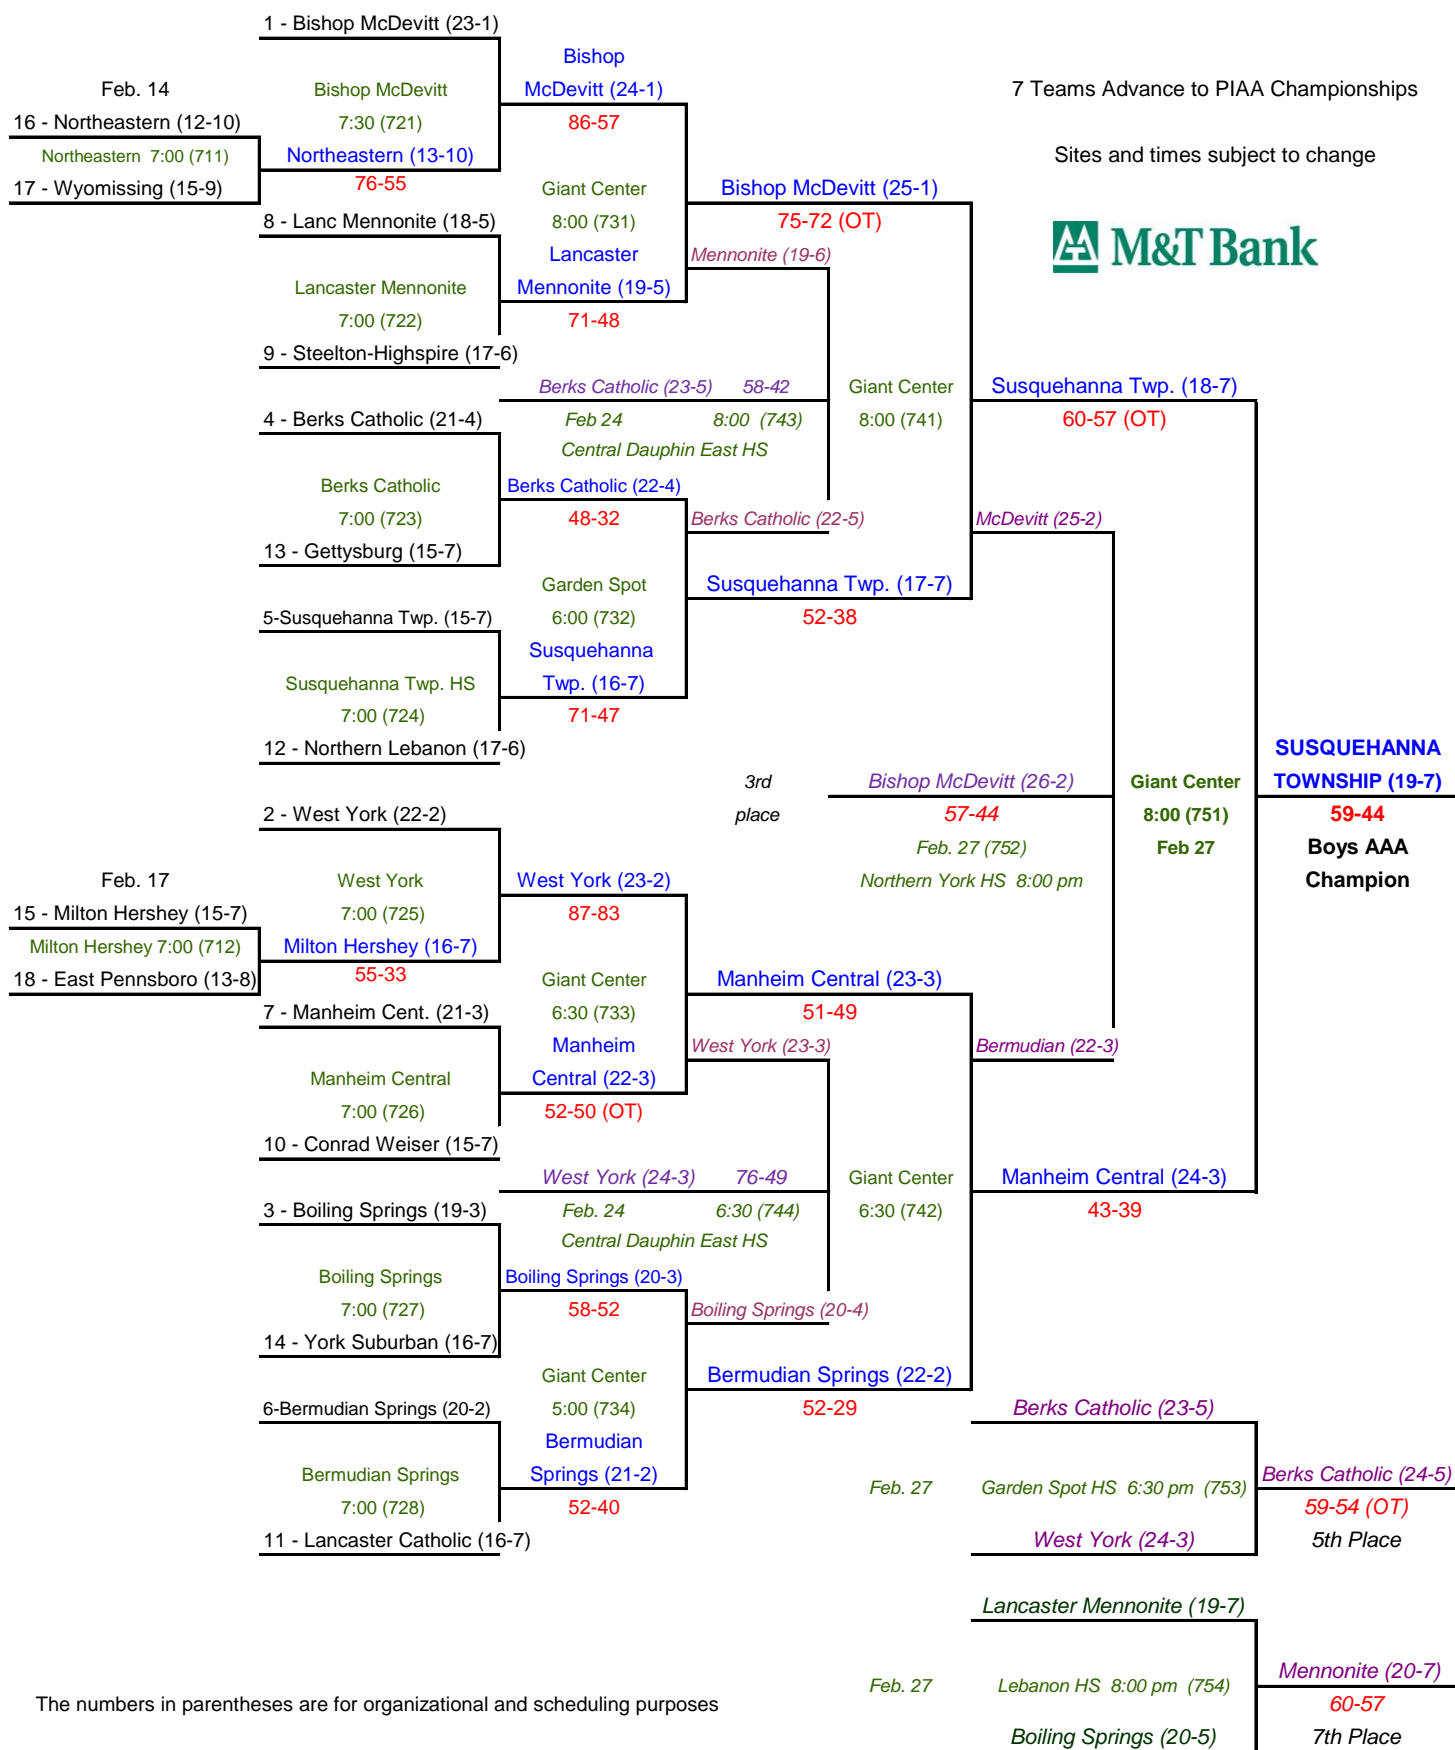 1 - Bishop McDevitt (23-1)
Bishop
Feb. 14
Bishop McDevitt
McDevitt (24-1)
7 Teams Advance to PIAA Championships
16 - Northeastern (12-10)
7:30 (721)
86-57
Northeastern 7:00 (711)
Northeastern (13-10)
Sites and times subject to change
17 - Wyomissing (15-9)
76-55
Giant Center
Bishop McDevitt (25-1)
8 - Lanc Mennonite (18-5)
8:00 (731)
75-72 (OT)
M&T Bank
Lancaster
Mennonite (19-6)
Lancaster Mennonite
Mennonite (19-5)
7:00 (722)
71-48
9 - Steelton-Highspire (17-6)
Berks Catholic (23-5) 58-42
Giant Center
Susquehanna Twp. (18-7)
4 - Berks Catholic (21-4)
Feb 24 8:00 (743)
8:00 (741)
60-57 (OT)
Central Dauphin East HS
Berks Catholic
Berks Catholic (22-4)
7:00 (723)
48-32
Berks Catholic (22-5)
McDevitt (25-2)
13 - Gettysburg (15-7)
Garden Spot
Susquehanna Twp. (17-7)
5-Susquehanna Twp. (15-7)
6:00 (732)
52-38
Susquehanna
Susquehanna Twp. HS
Twp. (16-7)
7:00 (724)
71-47
12 - Northern Lebanon (17-6)
SUSQUEHANNA
3rd
Bishop McDevitt (26-2)
Giant Center
TOWNSHIP (19-7)
2 - West York (22-2)
place
57-44
8:00 (751)
59-44
Feb. 27 (752)
Feb 27
Boys AAA
Feb. 17
West York
West York (23-2)
Northern York HS 8:00 pm
Champion
15 - Milton Hershey (15-7)
7:00 (725)
87-83
Milton Hershey 7:00 (712)
Milton Hershey (16-7)
18 - East Pennsboro (13-8)
55-33
Giant Center
Manheim Central (23-3)
7 - Manheim Cent. (21-3)
6:30 (733)
51-49
Manheim
West York (23-3)
Bermudian (22-3)
Manheim Central
Central (22-3)
7:00 (726)
52-50 (OT)
10 - Conrad Weiser (15-7)
West York (24-3) 76-49
Giant Center
Manheim Central (24-3)
3 - Boiling Springs (19-3)
Feb. 24 6:30 (744)
6:30 (742)
43-39
Central Dauphin East HS
Boiling Springs
Boiling Springs (20-3)
7:00 (727)
58-52
Boiling Springs (20-4)
14 - York Suburban (16-7)
Giant Center
Bermudian Springs (22-2)
6-Bermudian Springs (20-2)
5:00 (734)
52-29
Berks Catholic (23-5)
Bermudian
Bermudian Springs
Springs (21-2)
Feb. 27
Garden Spot HS 6:30 pm (753)
Berks Catholic (24-5)
7:00 (728)
52-40
59-54 (OT)
11 - Lancaster Catholic (16-7)
West York (24-3)
5th Place
Lancaster Mennonite (19-7)
Feb. 27
Lebanon HS 8:00 pm (754)
Mennonite (20-7)
The numbers in parentheses are for organizational and scheduling purposes
60-57
Boiling Springs (20-5)
7th Place